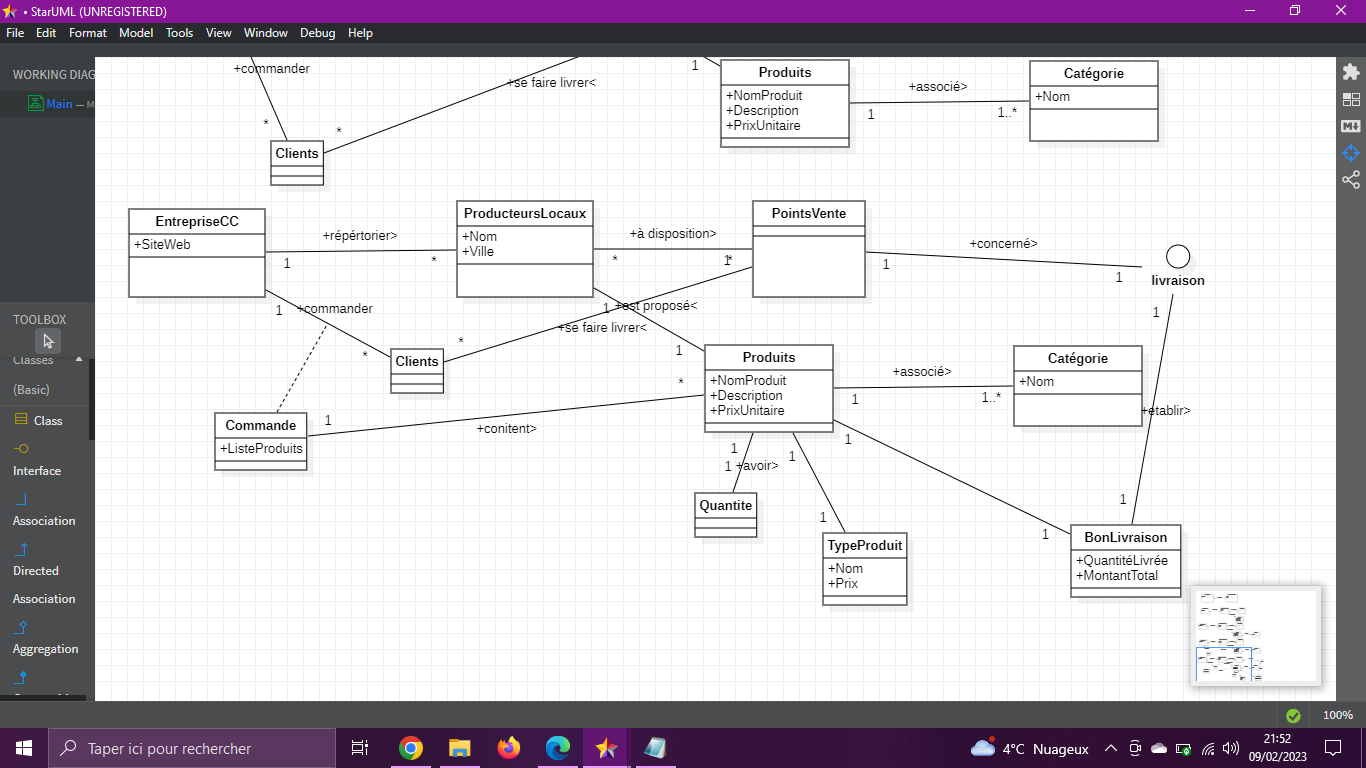 • StarUML (UNREGISTERED)
File Edit Format Model Tools View Window Debug Help
WORKING DIAG
Main — M
+commander
+se faire livrer<
*
*
Clients
1
Produits
+NomProduit
+Description
+PrixUnitaire
+associé>
1
1..*
Catégorie
+Nom
EntrepriseCC
+SiteWeb
+répértorier>
1
*
ProducteursLocaux
+Nom
+Ville
+à disposition>
*
1*
PointsVente
+concerné>
1
1
livraison
1
+commander
1
*
Clients
*
+est proposé<
1
+se faire livrer<
1
*
Produits
+NomProduit
+Description
+PrixUnitaire
+associé>
1
1..*
Catégorie
+Nom
+etablir>
Commande
+ListeProduits
1
+conitent>
1
1 +avoir>
1
1
Quantite
1
TypeProduit
+Nom
+Prix
1
1
BonLivraison
+QuantitéLivrée
+MontantTotal
TOOLBOX
Classes
(Basic)
Class
Interface
Association
Directed
Association
Aggregation
100%
Taper ici pour rechercher
4°C Nuageux
21:52
09/02/2023